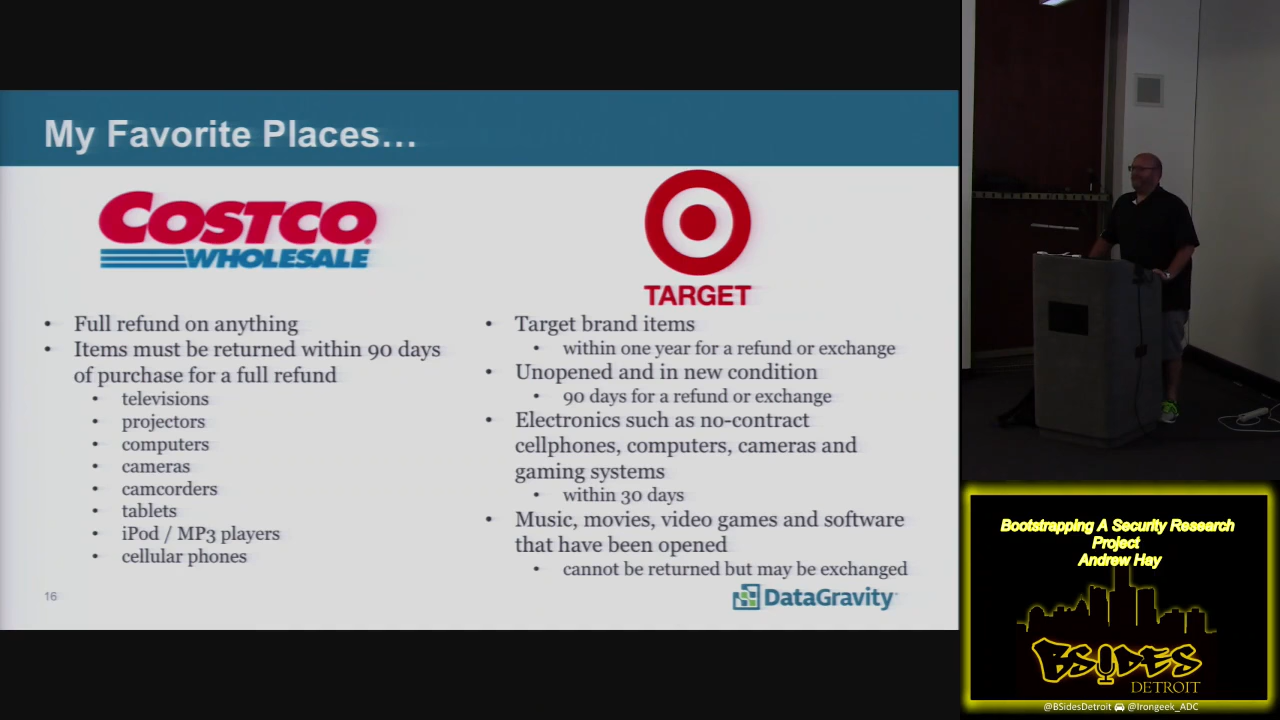 My Favorite Places…
COSTCO
WHOLESALE
• Full refund on anything
• Items must be returned within 90 days
of purchase for a full refund
• televisions
• projectors
• computers
• cameras
• camcorders
• tablets
• iPod / MP3 players
• cellular phones
TARGET
• Target brand items
• within one year for a refund or exchange
• Unopened and in new condition
• 90 days for a refund or exchange
• Electronics such as no-contract
cellphones, computers, cameras and
gaming systems
• within 30 days
• Music, movies, video games and software
that have been opened
• cannot be returned but may be exchanged
16
DataGravity
Bootstrapping A Security Research
Project
Andrew Hay
BSIDES
DETROIT
@BSidesDetroit @Irongeek_ADC